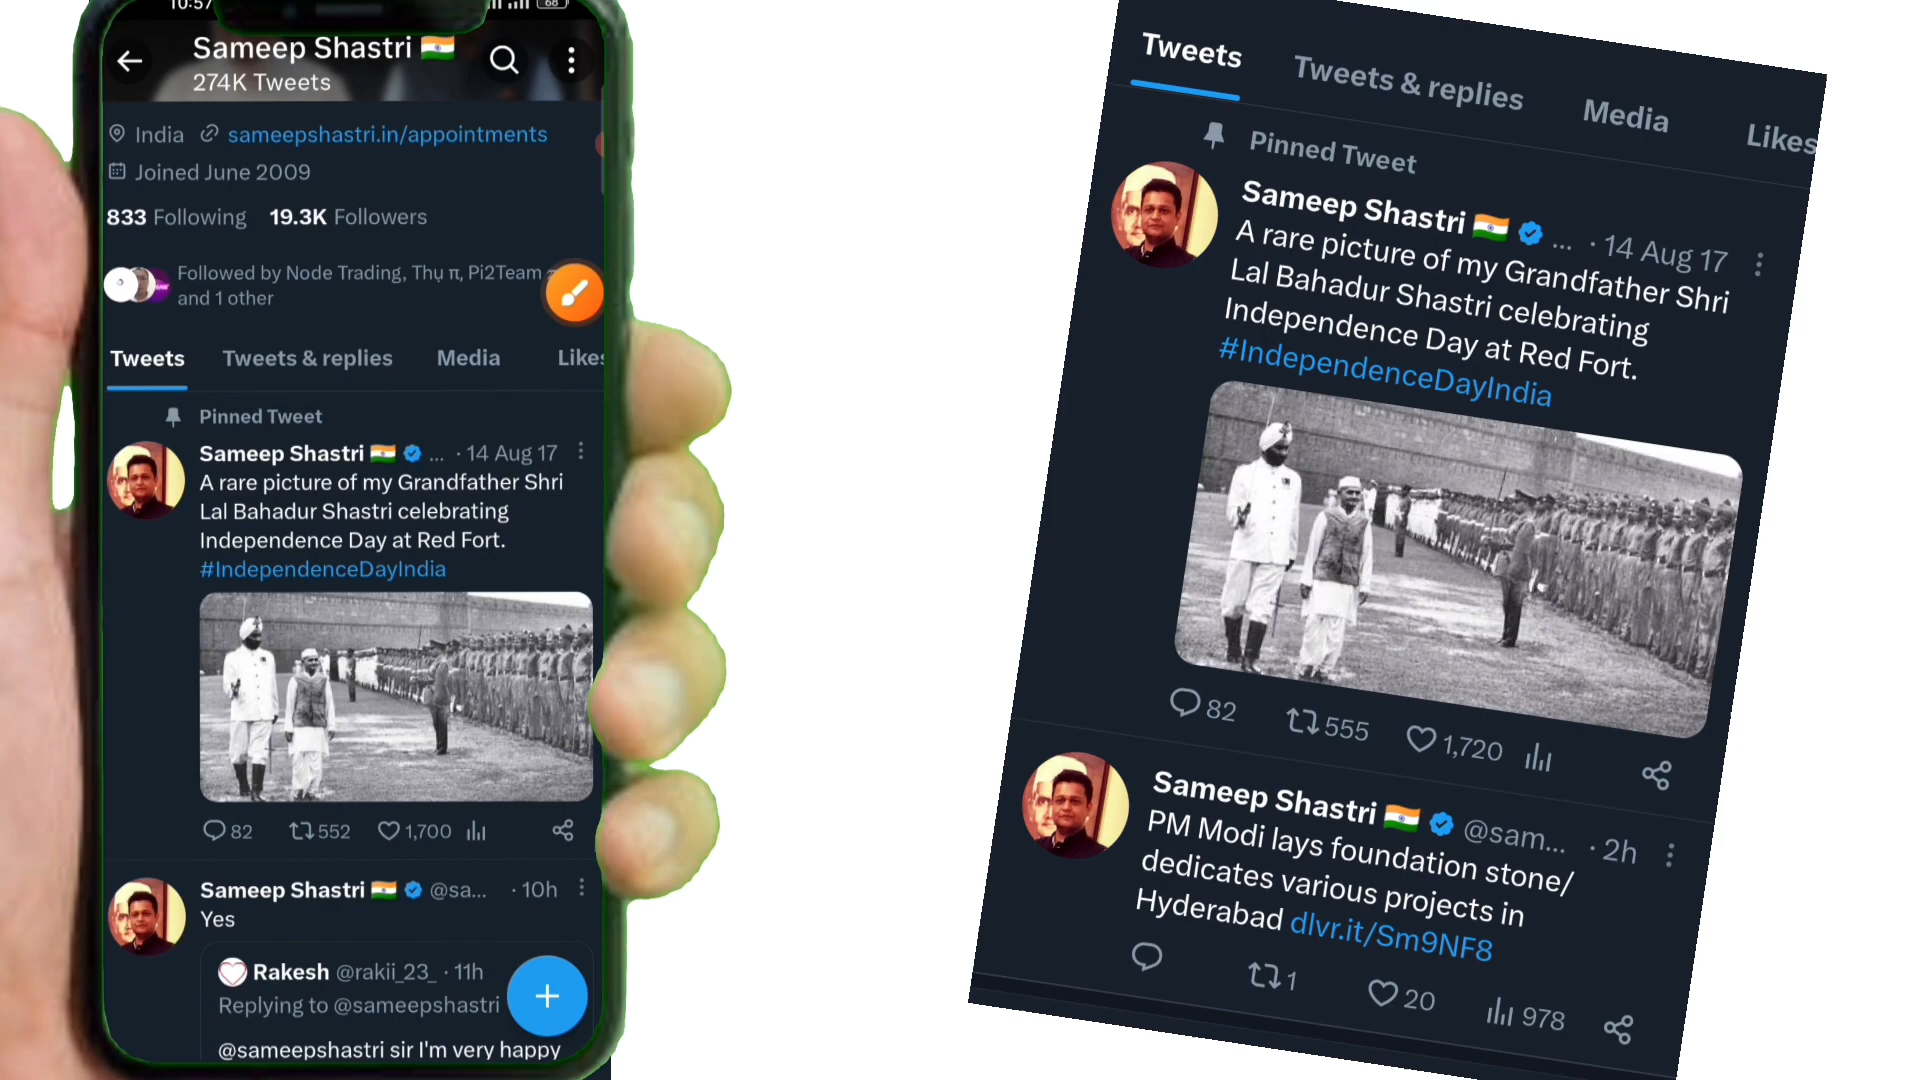 10:57
68
Sameep Shastri 🇮🇳
274K Tweets
India sameepshastri.in/appointments
Joined June 2009
833 Following 19.3K Followers
Followed by Node Trading, Thụ π, Pi2Team
and 1 other
Tweets Tweets & replies Media Likes
Pinned Tweet
Sameep Shastri 🇮🇳 ... · 14 Aug 17
A rare picture of my Grandfather Shri
Lal Bahadur Shastri celebrating
Independence Day at Red Fort.
#IndependenceDayIndia
82 552 1,700
Sameep Shastri 🇮🇳 @sa... · 10h
Yes
Rakesh @rakii_23_ · 11h
Replying to @sameepshastri
@sameepshastri sir I'm very happy
Tweets Tweets & replies Media Likes
Pinned Tweet
Sameep Shastri 🇮🇳 ... · 14 Aug 17
A rare picture of my Grandfather Shri
Lal Bahadur Shastri celebrating
Independence Day at Red Fort.
#IndependenceDayIndia
82 555 1,720
Sameep Shastri 🇮🇳 @sam... · 2h
PM Modi lays foundation stone/
dedicates various projects in
Hyderabad dlvr.it/Sm9NF8
1 20 978